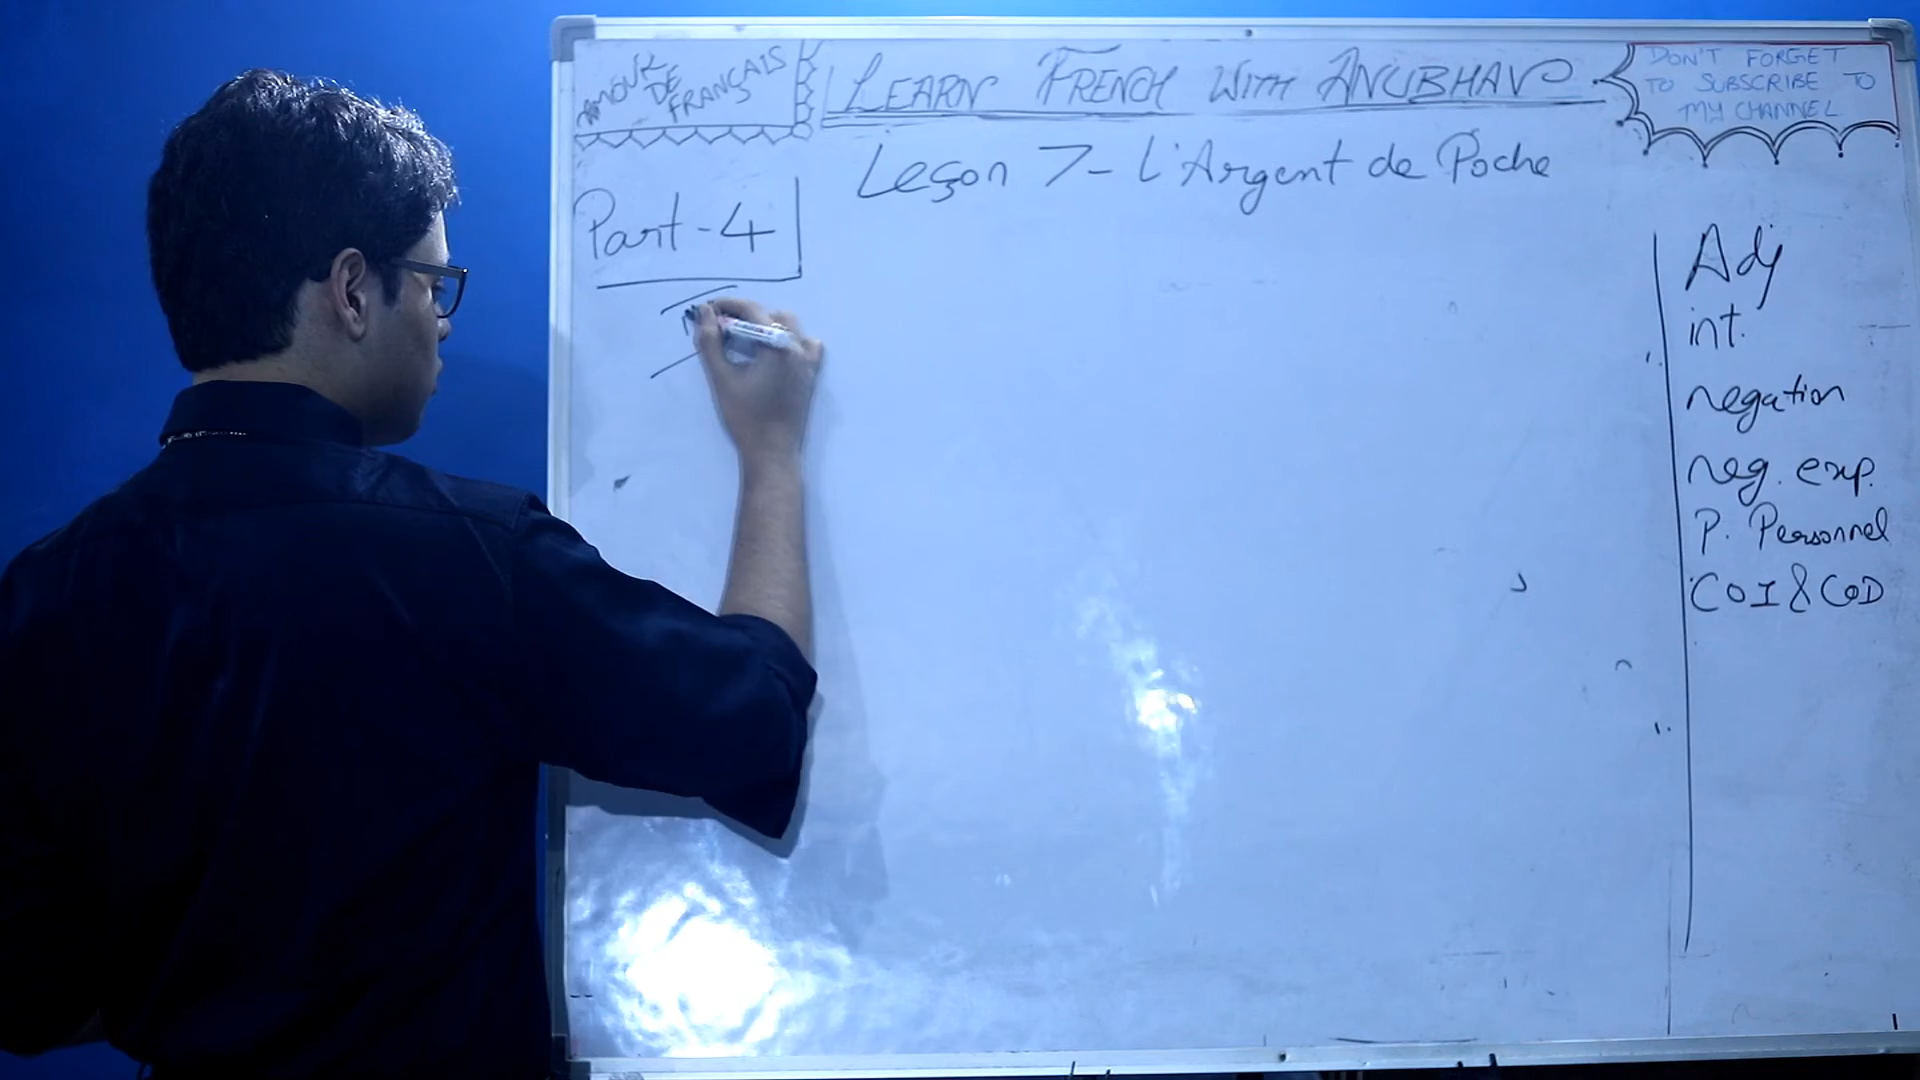 AMOUR
DE
FRANÇAIS
LEARN FRENCH WITH ANUBHAV
DON'T FORGET
TO SUBSCRIBE TO
MY CHANNEL
Leçon 7- L'Argent de Poche
Part-4
Adj
int.
negation
neg. exp.
P. Personnel
COI & COD